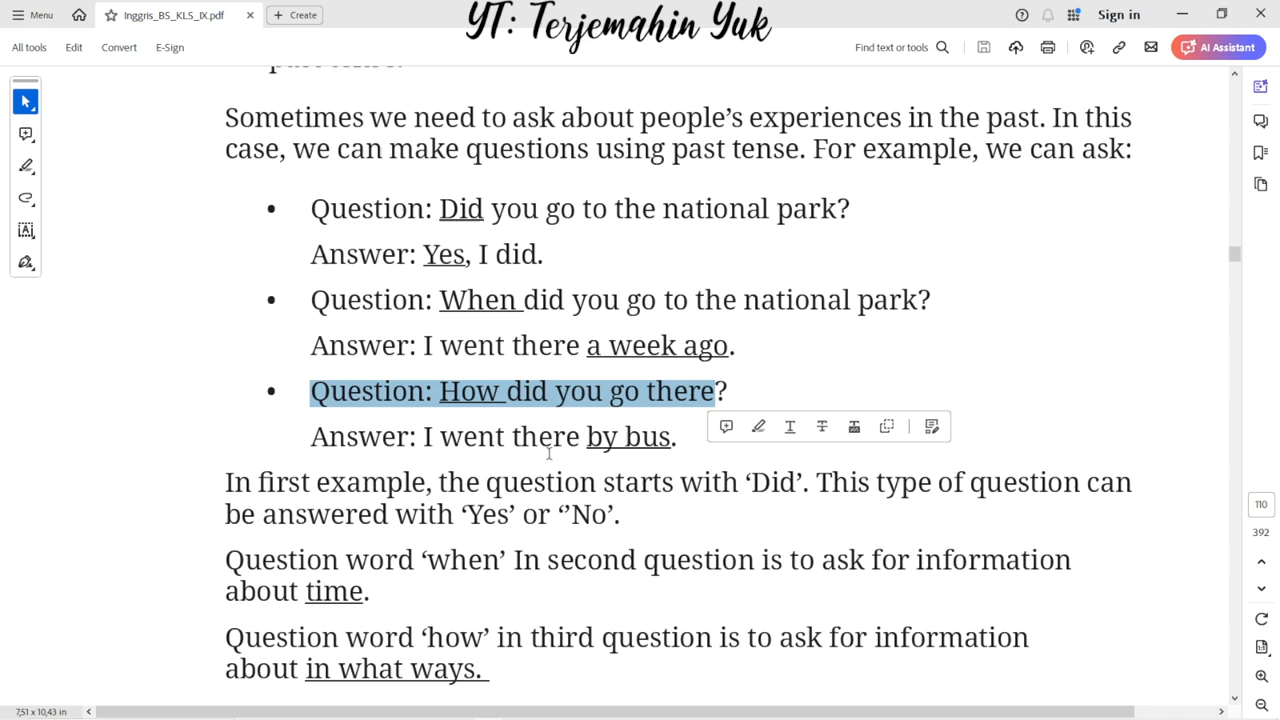 Menu
Inggris_BS_KLS_IX.pdf
Create
YT: Terjemahin Yuk
Sign in
All tools
Edit
Convert
E-Sign
Find text or tools
AI Assistant
Sometimes we need to ask about people’s experiences in the past. In this
case, we can make questions using past tense. For example, we can ask:
• Question: Did you go to the national park?
Answer: Yes, I did.
• Question: When did you go to the national park?
Answer: I went there a week ago.
• Question: How did you go there?
Answer: I went there by bus.
In first example, the question starts with ‘Did’. This type of question can
be answered with ‘Yes’ or ‘’No’.
Question word ‘when’ In second question is to ask for information
about time.
Question word ‘how’ in third question is to ask for information
about in what ways.
110
392
7,51 x 10,43 in